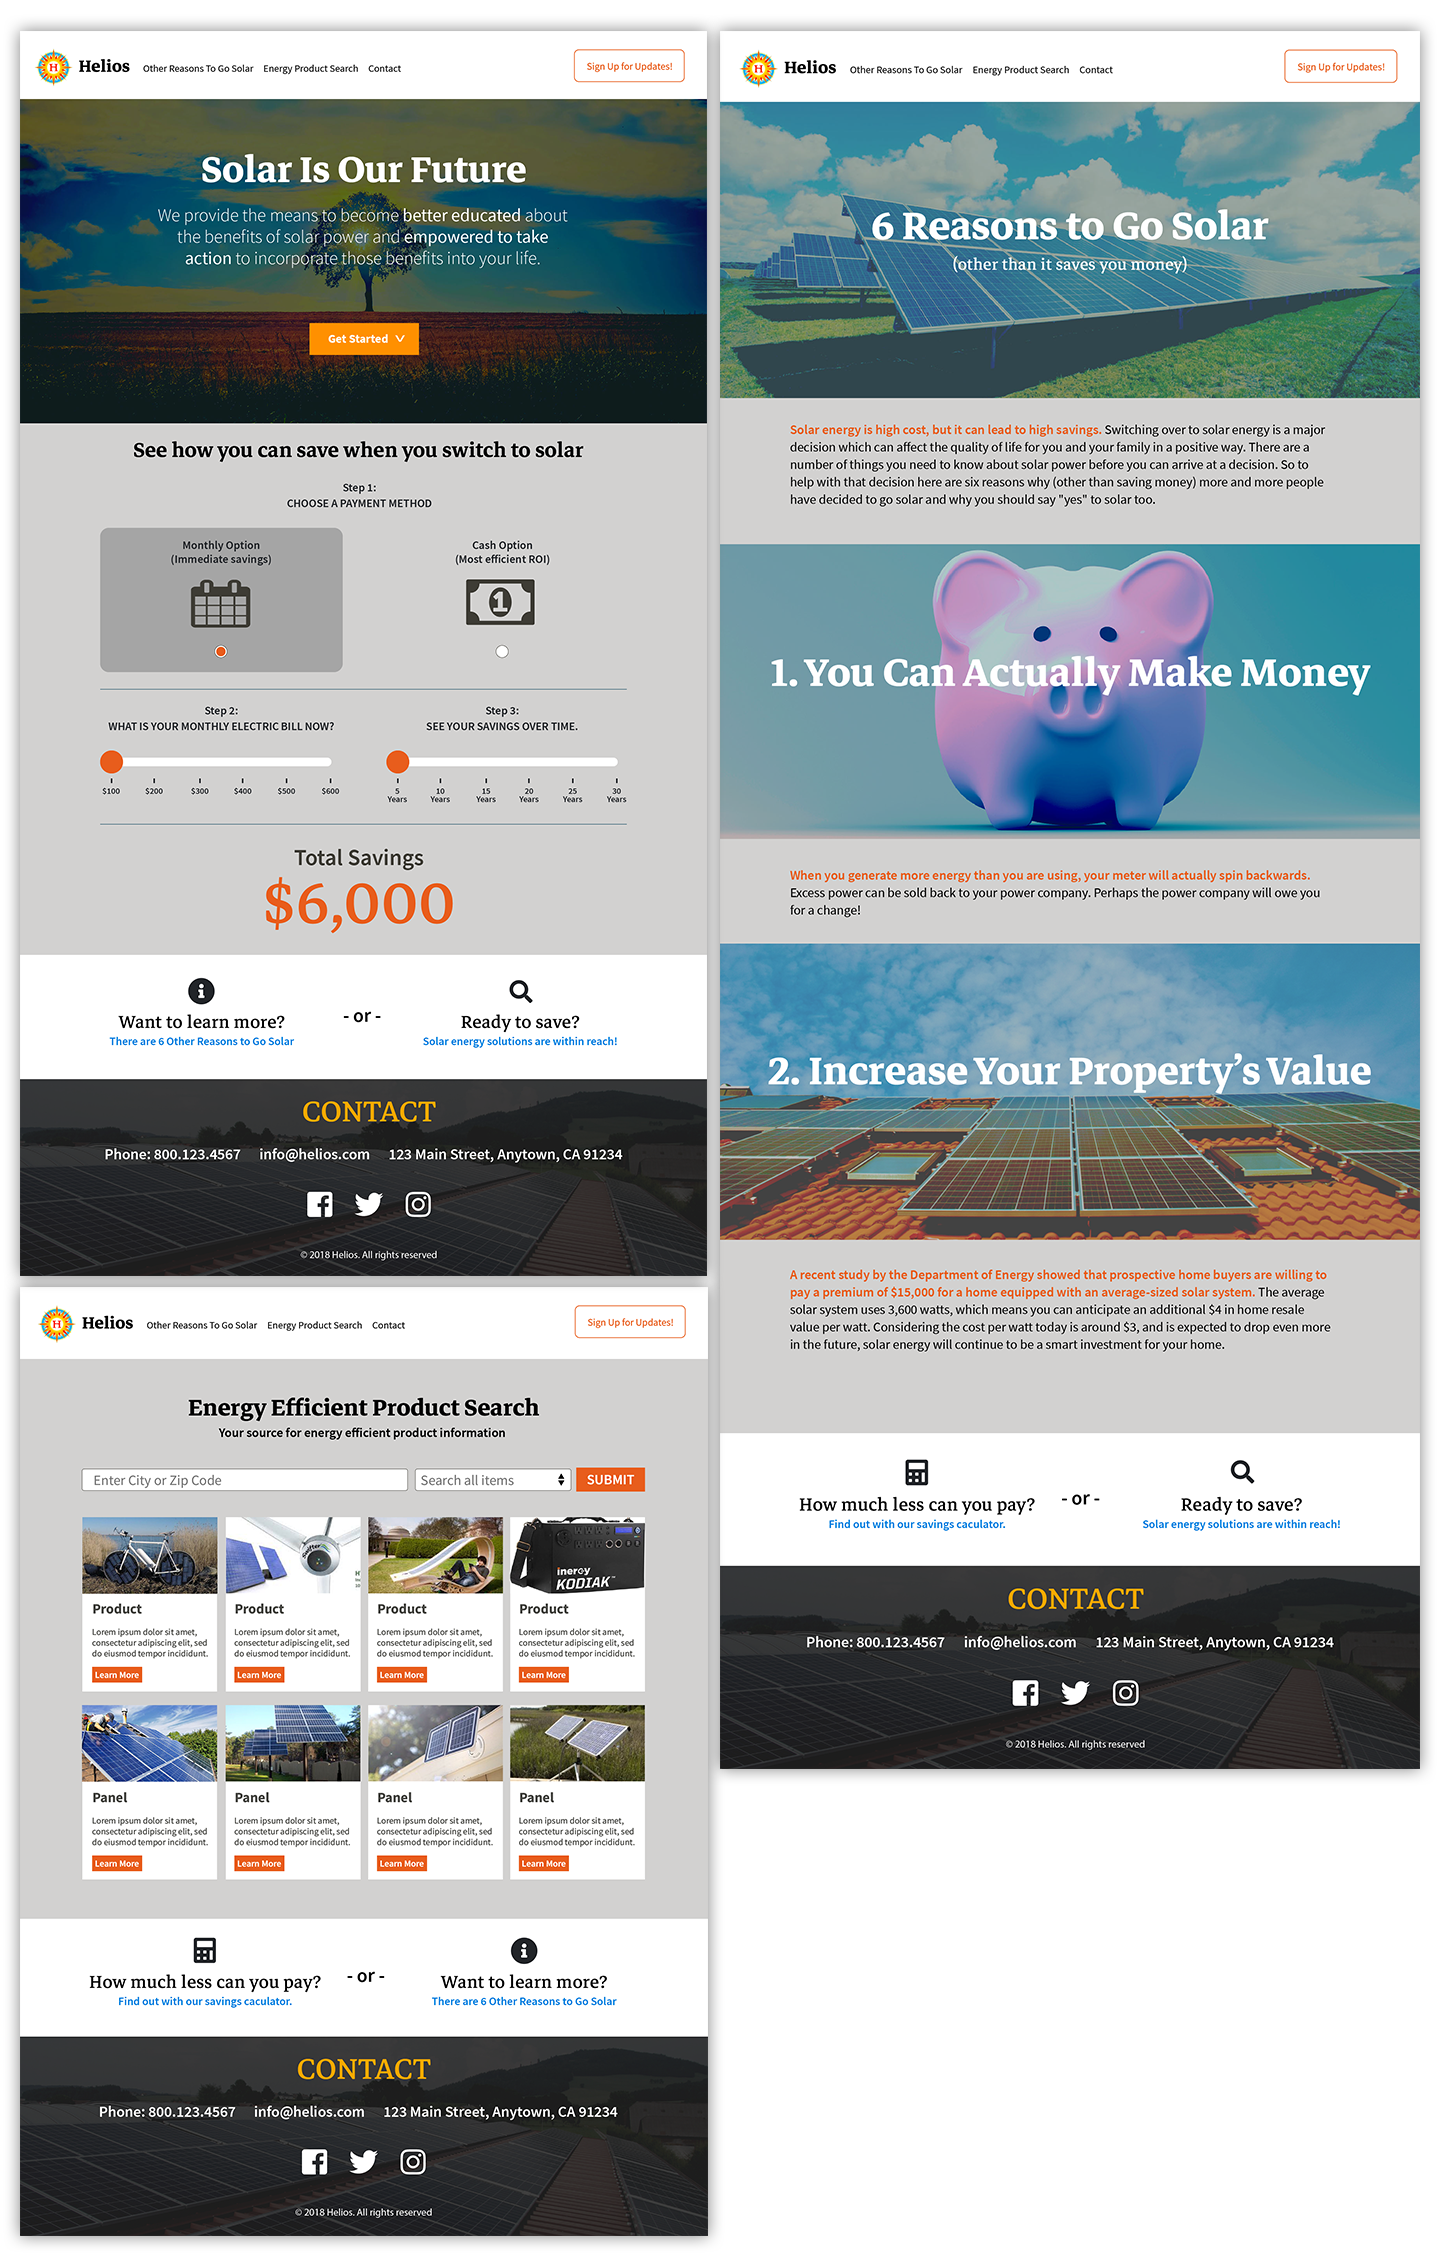 H
Helios
Other Reasons To Go Solar
Energy Product Search
Contact
Sign Up for Updates!
Solar Is Our Future
We provide the means to become better educated about
the benefits of solar power and empowered to take
action to incorporate those benefits into your life.
Get Started
See how you can save when you switch to solar
Step 1:
CHOOSE A PAYMENT METHOD
Monthly Option
(Immediate savings)
Cash Option
(Most efficient ROI)
1
Step 2:
WHAT IS YOUR MONTHLY ELECTRIC BILL NOW?
$100 $200 $300 $400 $500 $600
Step 3:
SEE YOUR SAVINGS OVER TIME.
5 10 15 20 25 30
Years Years Years Years Years Years
Total Savings
$6,000
Want to learn more?
There are 6 Other Reasons to Go Solar
- or -
Ready to save?
Solar energy solutions are within reach!
CONTACT
Phone: 800.123.4567 info@helios.com 123 Main Street, Anytown, CA 91234
© 2018 Helios. All rights reserved
H
Helios
Other Reasons To Go Solar
Energy Product Search
Contact
Sign Up for Updates!
Energy Efficient Product Search
Your source for energy efficient product information
Enter City or Zip Code
Search all items
SUBMIT
Swifter
inergy
KODIAK™
Product
Lorem ipsum dolor sit amet,
consectetur adipiscing elit, sed
do eiusmod tempor incididunt.
Learn More
Product
Lorem ipsum dolor sit amet,
consectetur adipiscing elit, sed
do eiusmod tempor incididunt.
Learn More
Product
Lorem ipsum dolor sit amet,
consectetur adipiscing elit, sed
do eiusmod tempor incididunt.
Learn More
Product
Lorem ipsum dolor sit amet,
consectetur adipiscing elit, sed
do eiusmod tempor incididunt.
Learn More
Panel
Lorem ipsum dolor sit amet,
consectetur adipiscing elit, sed
do eiusmod tempor incididunt.
Learn More
Panel
Lorem ipsum dolor sit amet,
consectetur adipiscing elit, sed
do eiusmod tempor incididunt.
Learn More
Panel
Lorem ipsum dolor sit amet,
consectetur adipiscing elit, sed
do eiusmod tempor incididunt.
Learn More
Panel
Lorem ipsum dolor sit amet,
consectetur adipiscing elit, sed
do eiusmod tempor incididunt.
Learn More
How much less can you pay?
Find out with our savings caculator.
- or -
Want to learn more?
There are 6 Other Reasons to Go Solar
CONTACT
Phone: 800.123.4567 info@helios.com 123 Main Street, Anytown, CA 91234
© 2018 Helios. All rights reserved
H
Helios
Other Reasons To Go Solar
Energy Product Search
Contact
Sign Up for Updates!
6 Reasons to Go Solar
(other than it saves you money)
Solar energy is high cost, but it can lead to high savings. Switching over to solar energy is a major
decision which can affect the quality of life for you and your family in a positive way. There are a
number of things you need to know about solar power before you can arrive at a decision. So to
help with that decision here are six reasons why (other than saving money) more and more people
have decided to go solar and why you should say "yes" to solar too.
1. You Can Actually Make Money
When you generate more energy than you are using, your meter will actually spin backwards.
Excess power can be sold back to your power company. Perhaps the power company will owe you
for a change!
2. Increase Your Property’s Value
A recent study by the Department of Energy showed that prospective home buyers are willing to
pay a premium of $15,000 for a home equipped with an average-sized solar system. The average
solar system uses 3,600 watts, which means you can anticipate an additional $4 in home resale
value per watt. Considering the cost per watt today is around $3, and is expected to drop even more
in the future, solar energy will continue to be a smart investment for your home.
How much less can you pay?
Find out with our savings caculator.
- or -
Ready to save?
Solar energy solutions are within reach!
CONTACT
Phone: 800.123.4567 info@helios.com 123 Main Street, Anytown, CA 91234
© 2018 Helios. All rights reserved